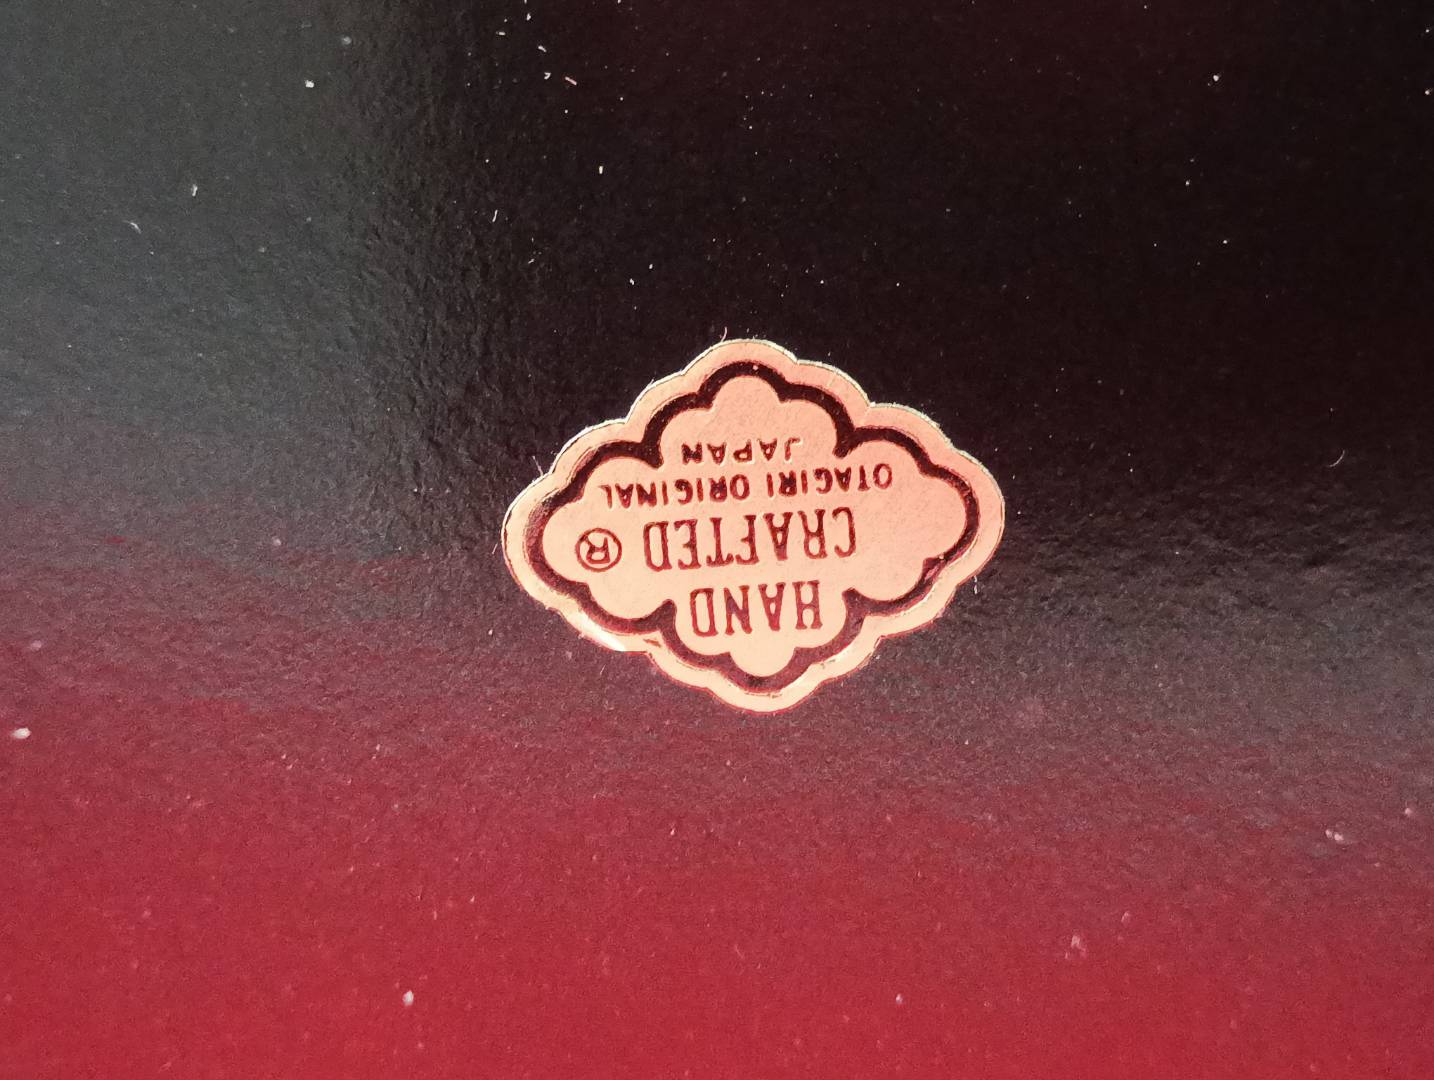 HAND
CRAFTED ®
OTAGIRI ORIGINAL
JAPAN